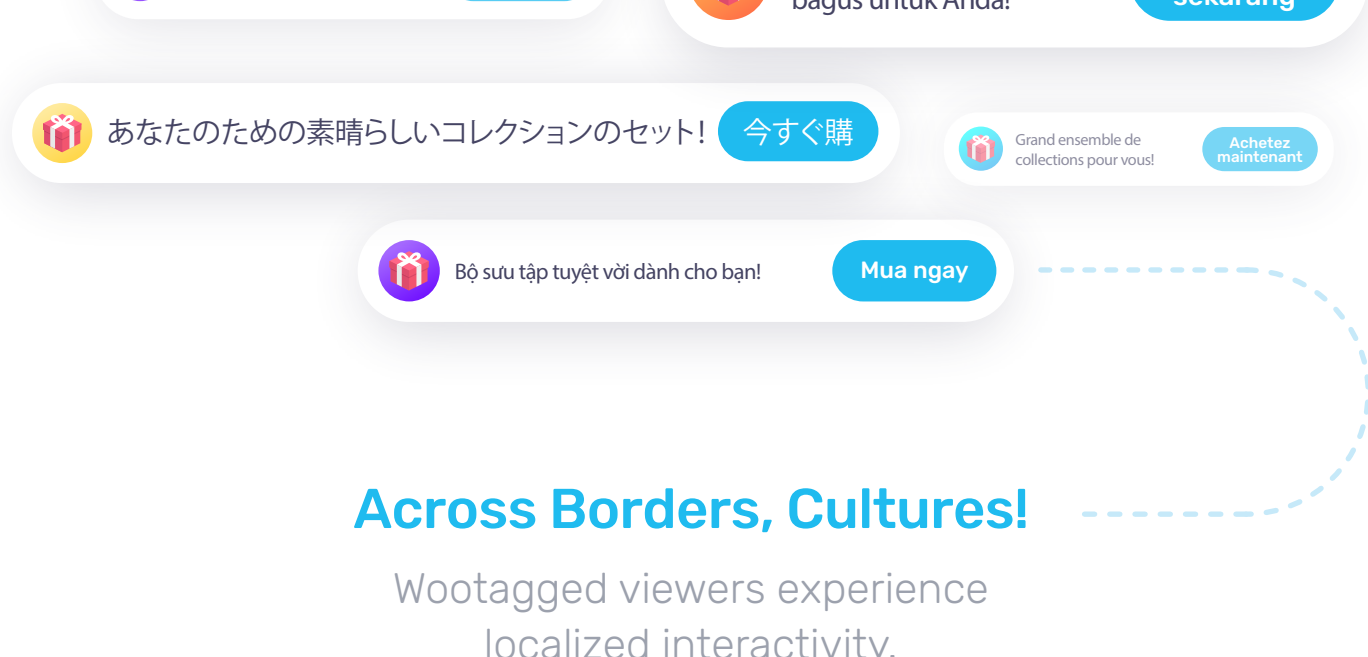 bagus untuk Anda!
sekarang
あなたのための素晴らしいコレクションのセット!
今すぐ購
Grand ensemble de
collections pour vous!
Achetez
maintenant
Bộ sưu tập tuyệt vời dành cho bạn!
Mua ngay
Across Borders, Cultures!
Wootagged viewers experience
localized interactivity.